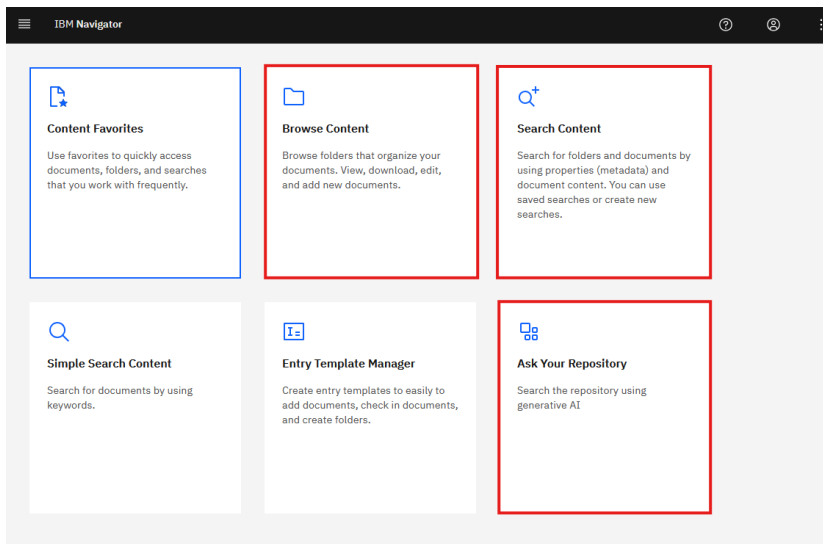 IBM Navigator
Content Favorites
Use favorites to quickly access
documents, folders, and searches
that you work with frequently.
Browse Content
Browse folders that organize your
documents. View, download, edit,
and add new documents.
Search Content
Search for folders and documents by
using properties (metadata) and
document content. You can use
saved searches or create new
searches.
Simple Search Content
Search for documents by using
keywords.
Entry Template Manager
Create entry templates to easily to
add documents, check in documents,
and create folders.
Ask Your Repository
Search the repository using
generative AI